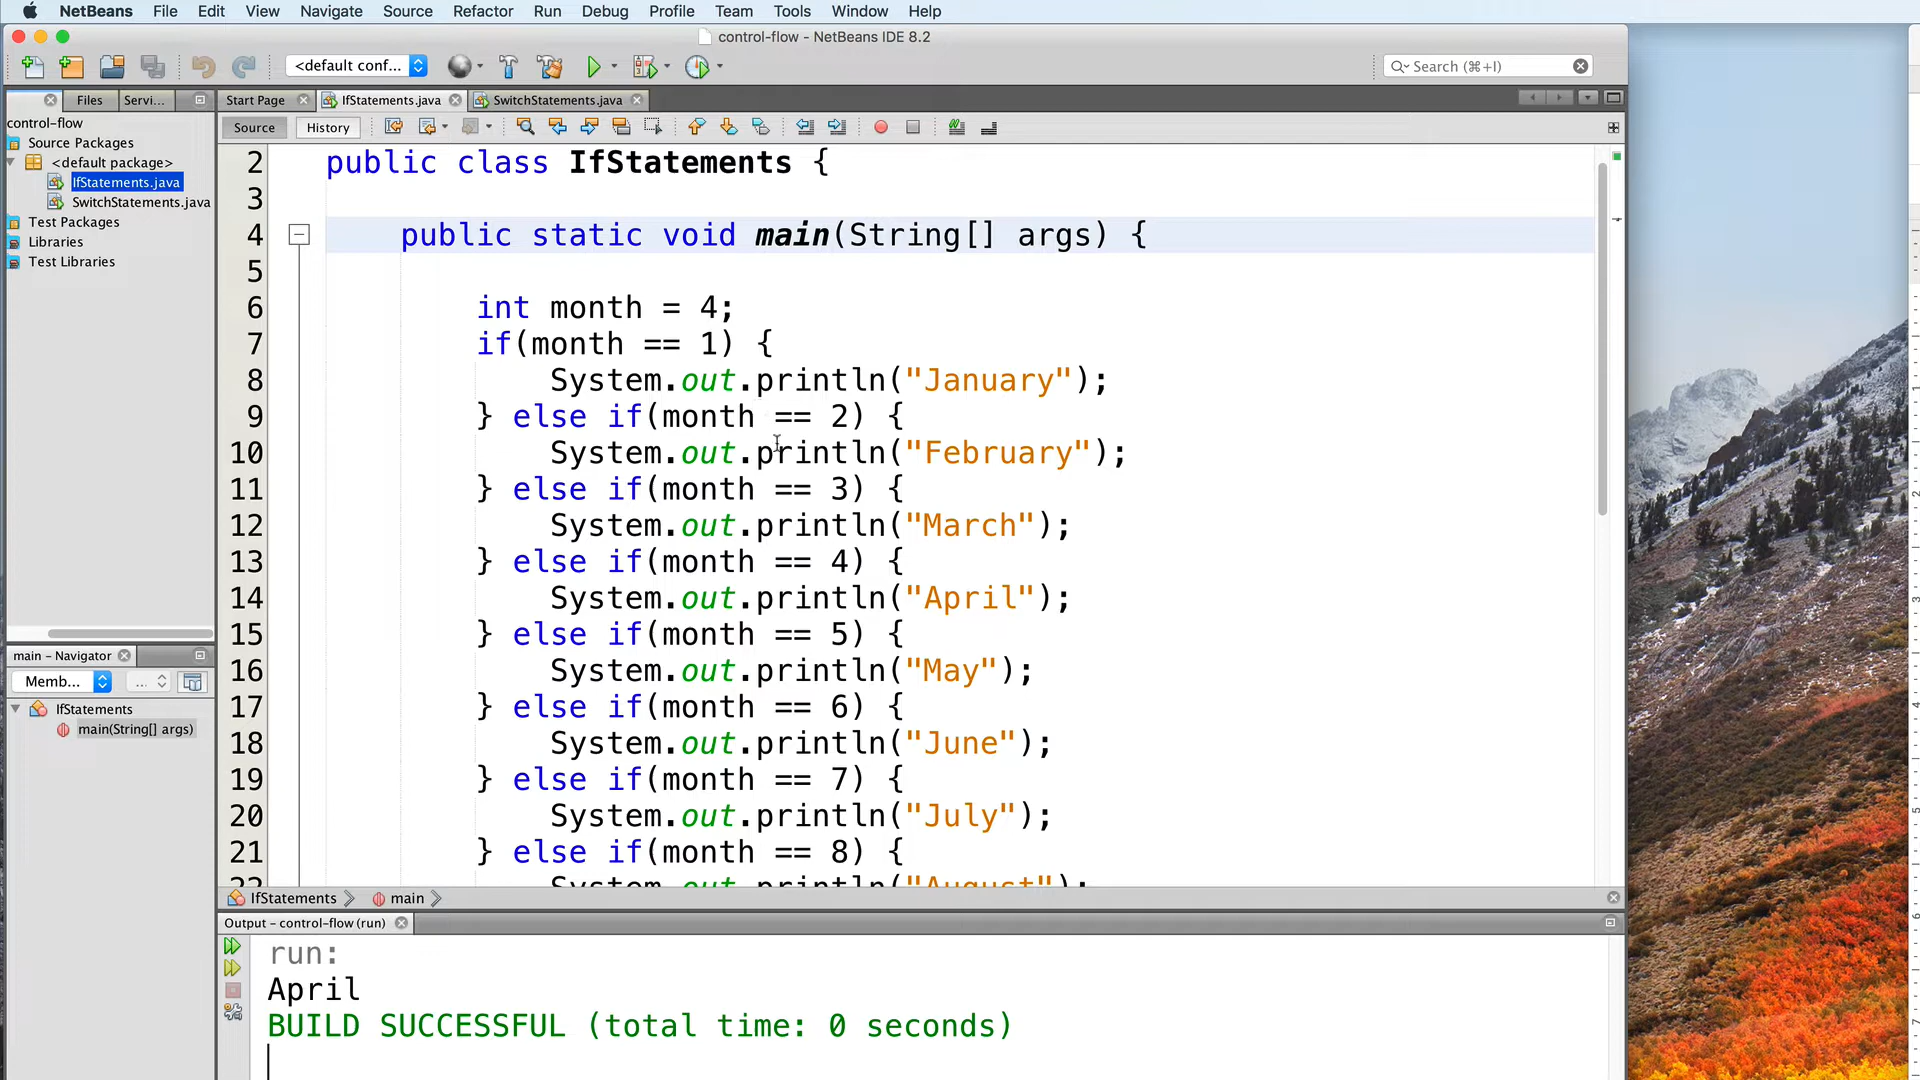 NetBeans File Edit View Navigate Source Refactor Run Debug Profile Team Tools Window Help
control-flow - NetBeans IDE 8.2
<default conf...
Search (⌘+I)
Files Servi...
Start Page IfStatements.java SwitchStatements.java
Source History
control-flow
Source Packages
<default package>
IfStatements.java
SwitchStatements.java
Test Packages
Libraries
Test Libraries
main - Navigator
Memb... ...
IfStatements
main(String[] args)
2 public class IfStatements {
3
4 public static void main(String[] args) {
5
6 int month = 4;
7 if(month == 1) {
8 System.out.println("January");
9 } else if(month == 2) {
10 System.out.println("February");
11 } else if(month == 3) {
12 System.out.println("March");
13 } else if(month == 4) {
14 System.out.println("April");
15 } else if(month == 5) {
16 System.out.println("May");
17 } else if(month == 6) {
18 System.out.println("June");
19 } else if(month == 7) {
20 System.out.println("July");
21 } else if(month == 8) {
22 System.out.println("August");
IfStatements main
Output - control-flow (run)
run:
April
BUILD SUCCESSFUL (total time: 0 seconds)